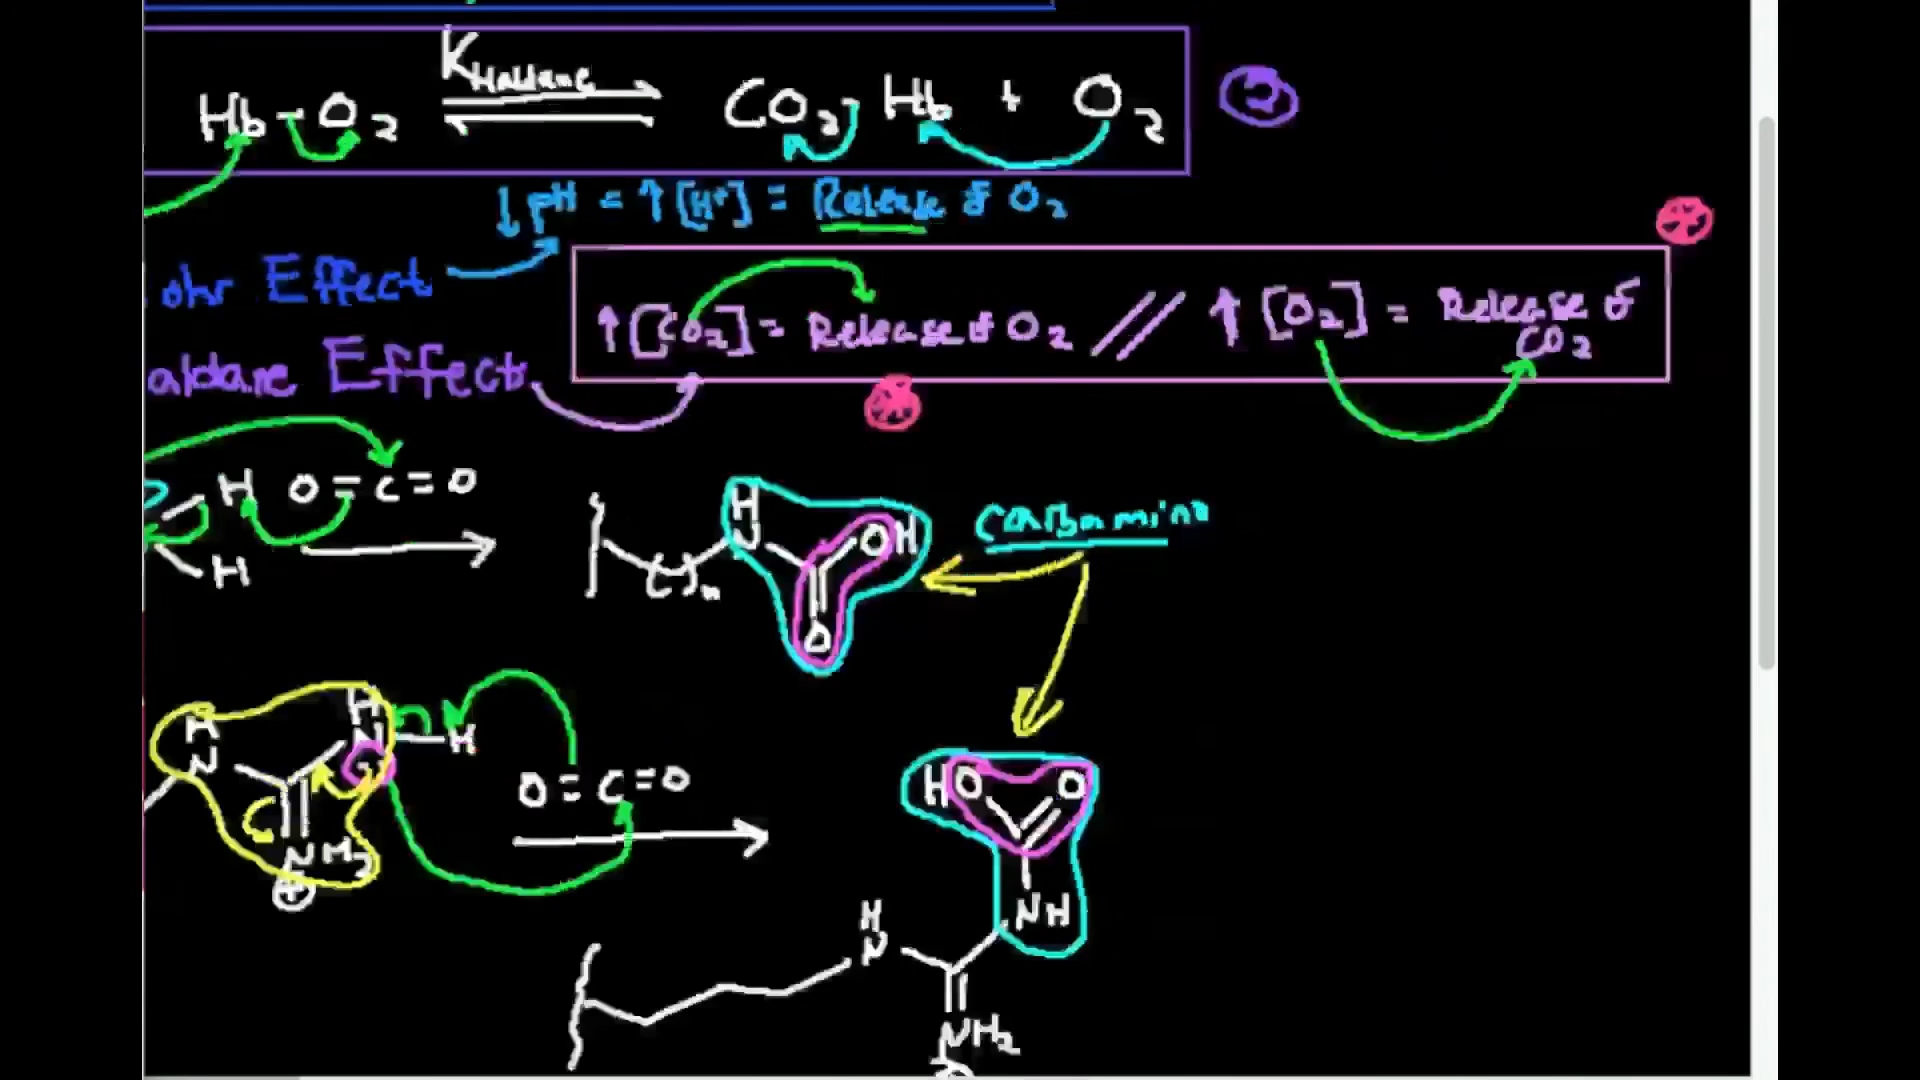 K Haldane
Hb - O2 ⇌ CO2 Hb + O2
↓ pH = ↑ [H+] = Release of O2
ohr Effect
↑ [CO2] = Release of O2 // ↑ [O2] = Release of
CO2
aldane Effect
H O=C=O
H
H
N OH
( )n
O
Carbamino
H
N
H
N H
O=C=O
NH2
+
HO O
NH
H
N
NH2